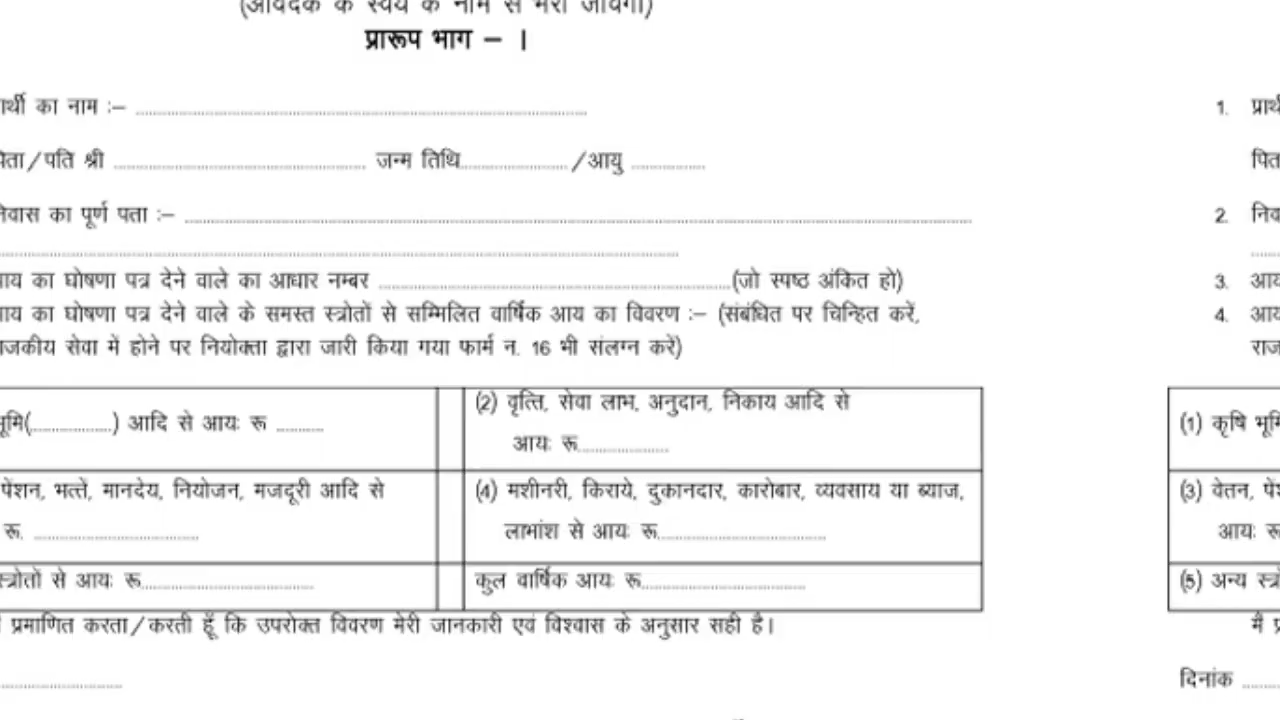 (आवेदक के स्वयं के नाम से भरा जावेगा)
प्रारूप भाग – I
ार्थी का नाम :– ........................................
पिता/पति श्री ........................ जन्म तिथि............ /आयु ............
निवास का पूर्ण पता :– ........................................
........................................
ाय का घोषणा पत्र देने वाले का आधार नम्बर ........................(जो स्पष्ठ अंकित हो)
ाय का घोषणा पत्र देने वाले के समस्त स्त्रोतों से सम्मिलित वार्षिक आय का विवरण :– (संबंधित पर चिन्हित करें,
ाजकीय सेवा में होने पर नियोक्ता द्वारा जारी किया गया फार्म न. 16 भी संलग्न करें)
भूमि(............) आदि से आयः रू ............
(2) वृत्ति, सेवा लाभ, अनुदान, निकाय आदि से
आयः रू............
पेंशन, भत्तें, मानदेय, नियोजन, मजदूरी आदि से
रू. ............
(4) मशीनरी, किराये, दुकानदार, कारोबार, व्यवसाय या ब्याज,
लाभांश से आयः रू............
स्त्रोतों से आयः रू............
कुल वार्षिक आयः रू............
प्रमाणित करता/करती हूँ कि उपरोक्त विवरण मेरी जानकारी एवं विश्वास के अनुसार सही है।
............
1. प्रार्थी
पित
2. निव
3. आय
4. आय
राज
(1) कृषि भूमि
(3) वेतन, पें
आयः रू
(5) अन्य स्त्रो
मै प्र
दिनांक ......